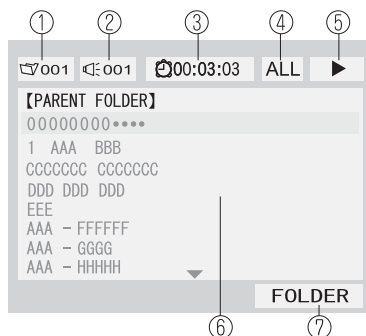 ① ② ③ ④ ⑤
001 001 00:03:03 ALL
【PARENT FOLDER】
00000000••••
1 AAA BBB
CCCCCCC CCCCCCC
DDD DDD DDD
EEE
AAA - FFFFFF
AAA - GGGG
AAA - HHHHH
FOLDER
⑥ ⑦